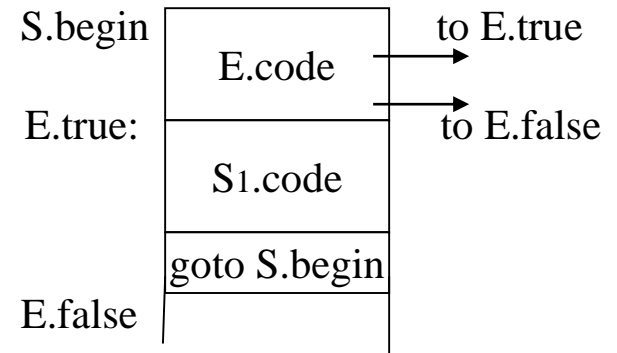 S.begin
E.code
to E.true
to E.false
E.true:
S1.code
goto S.begin
E.false